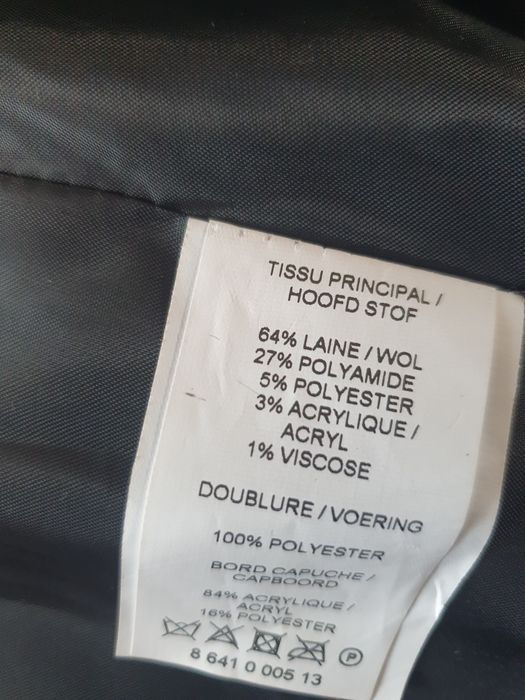 TISSU PRINCIPAL /
HOOFD STOF
64% LAINE / WOL
27% POLYAMIDE
5% POLYESTER
3% ACRYLIQUE /
ACRYL
1% VISCOSE
DOUBLURE / VOERING
100% POLYESTER
BORD CAPUCHE /
CAPBOORD
84% ACRYLIQUE /
ACRYL
16% POLYESTER
P
8 641 0 005 13